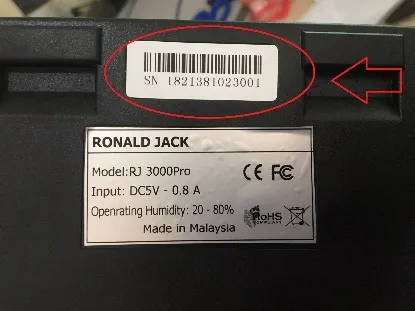 SN 1821381023001
RONALD JACK
Model:RJ 3000Pro
Input: DC5V - 0.8 A
Openrating Humidity: 20 - 80%
Made in Malaysia
CE FC
RoHS
COMPLIANT